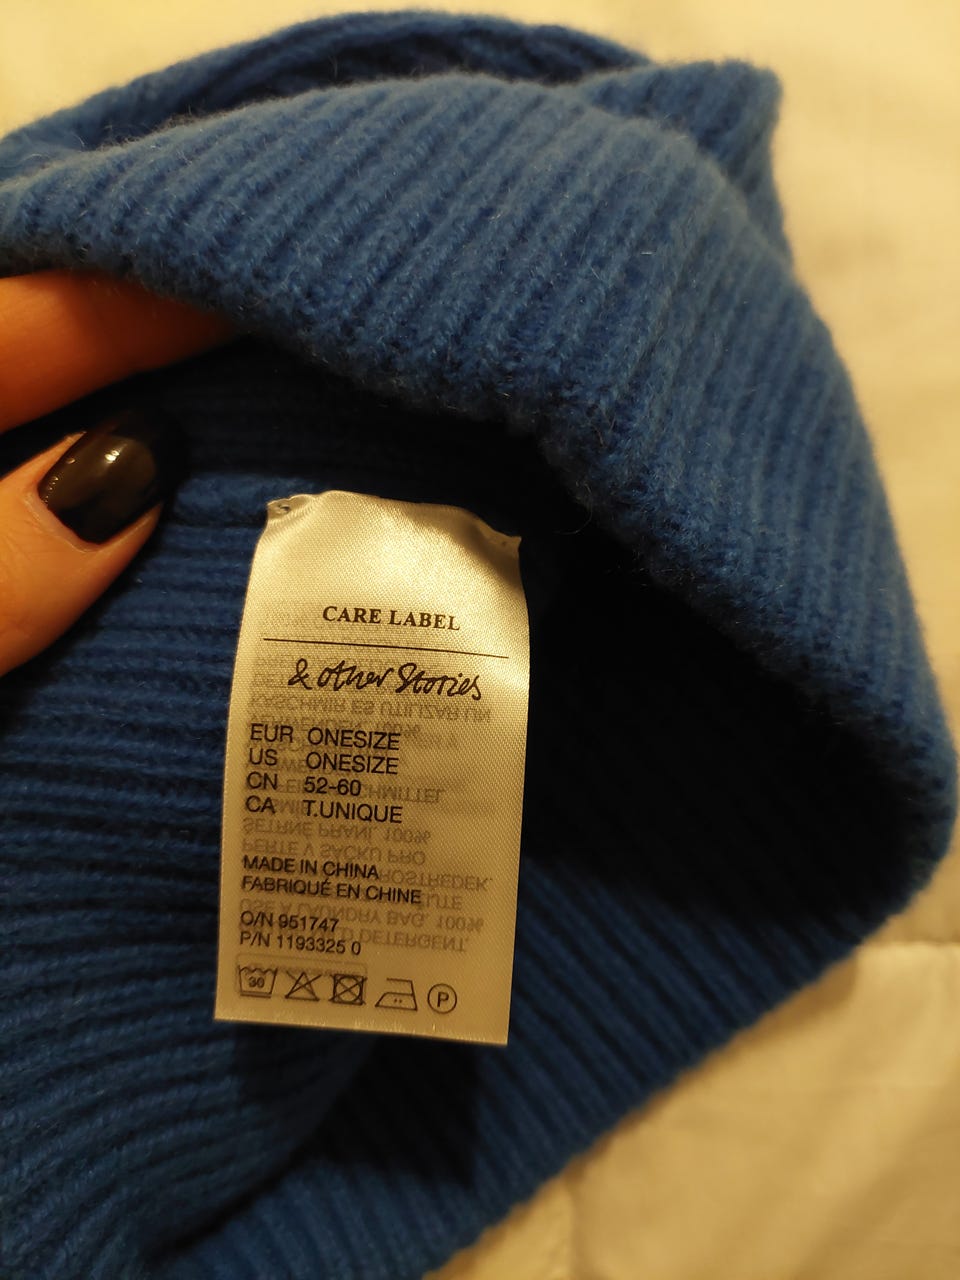 CARE LABEL
& other Stories
EUR ONESIZE
US ONESIZE
CN 52-60
CA T.UNIQUE
MADE IN CHINA
FABRIQUÉ EN CHINE
O/N 951747
P/N 1193325 0
30
P